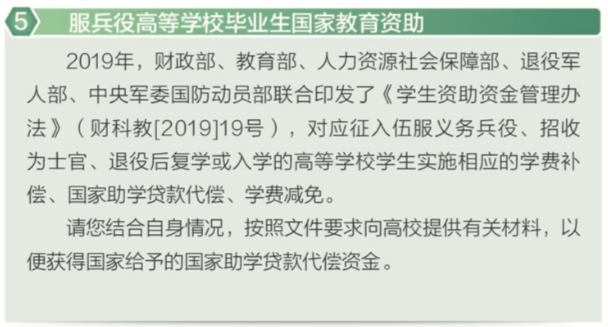 5 服兵役高等学校毕业生国家教育资助
2019年，财政部、教育部、人力资源社会保障部、退役军
人部、中央军委国防动员部联合印发了《学生资助资金管理办
法》（财科教[2019]19号），对应征入伍服义务兵役、招收
为士官、退役后复学或入学的高等学校学生实施相应的学费补
偿、国家助学贷款代偿、学费减免。
请您结合自身情况，按照文件要求向高校提供有关材料，以
便获得国家给予的国家助学贷款代偿资金。